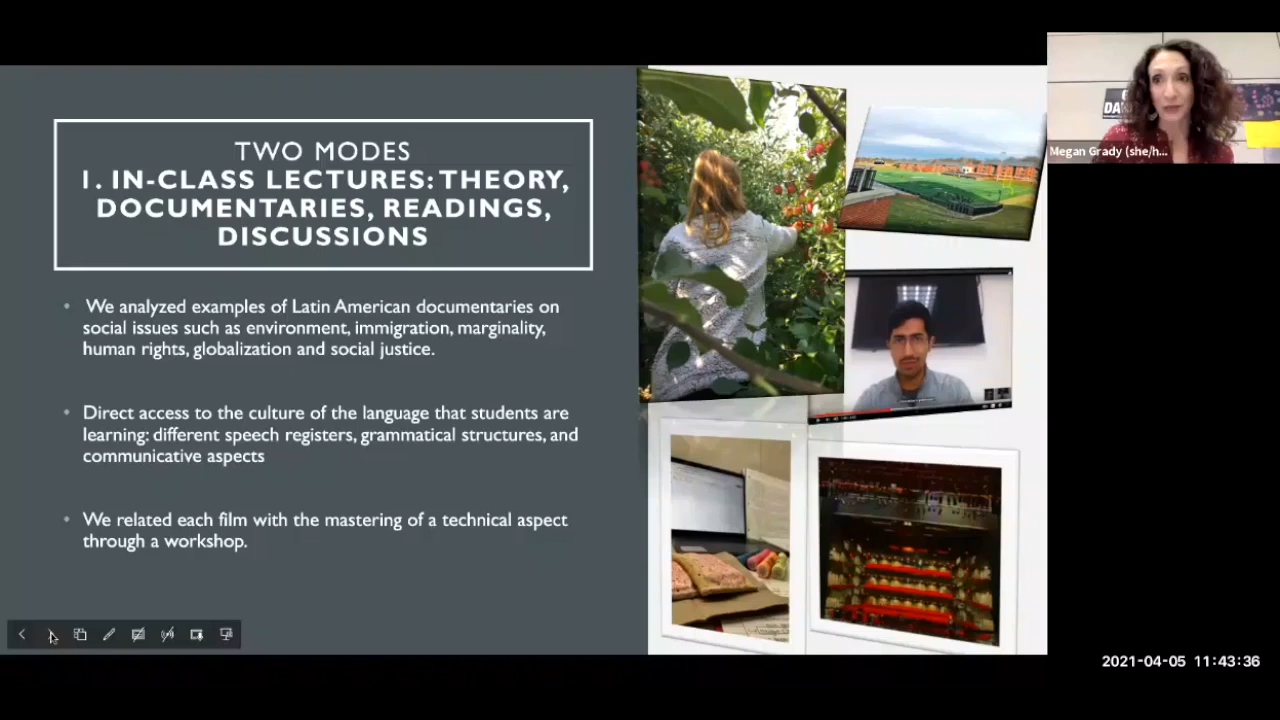 TWO MODES
1. IN-CLASS LECTURES: THEORY,
DOCUMENTARIES, READINGS,
DISCUSSIONS
• We analyzed examples of Latin American documentaries on
social issues such as environment, immigration, marginality,
human rights, globalization and social justice.
• Direct access to the culture of the language that students are
learning: different speech registers, grammatical structures, and
communicative aspects
• We related each film with the mastering of a technical aspect
through a workshop.
Megan Grady (she/h...
2021-04-05 11:43:36